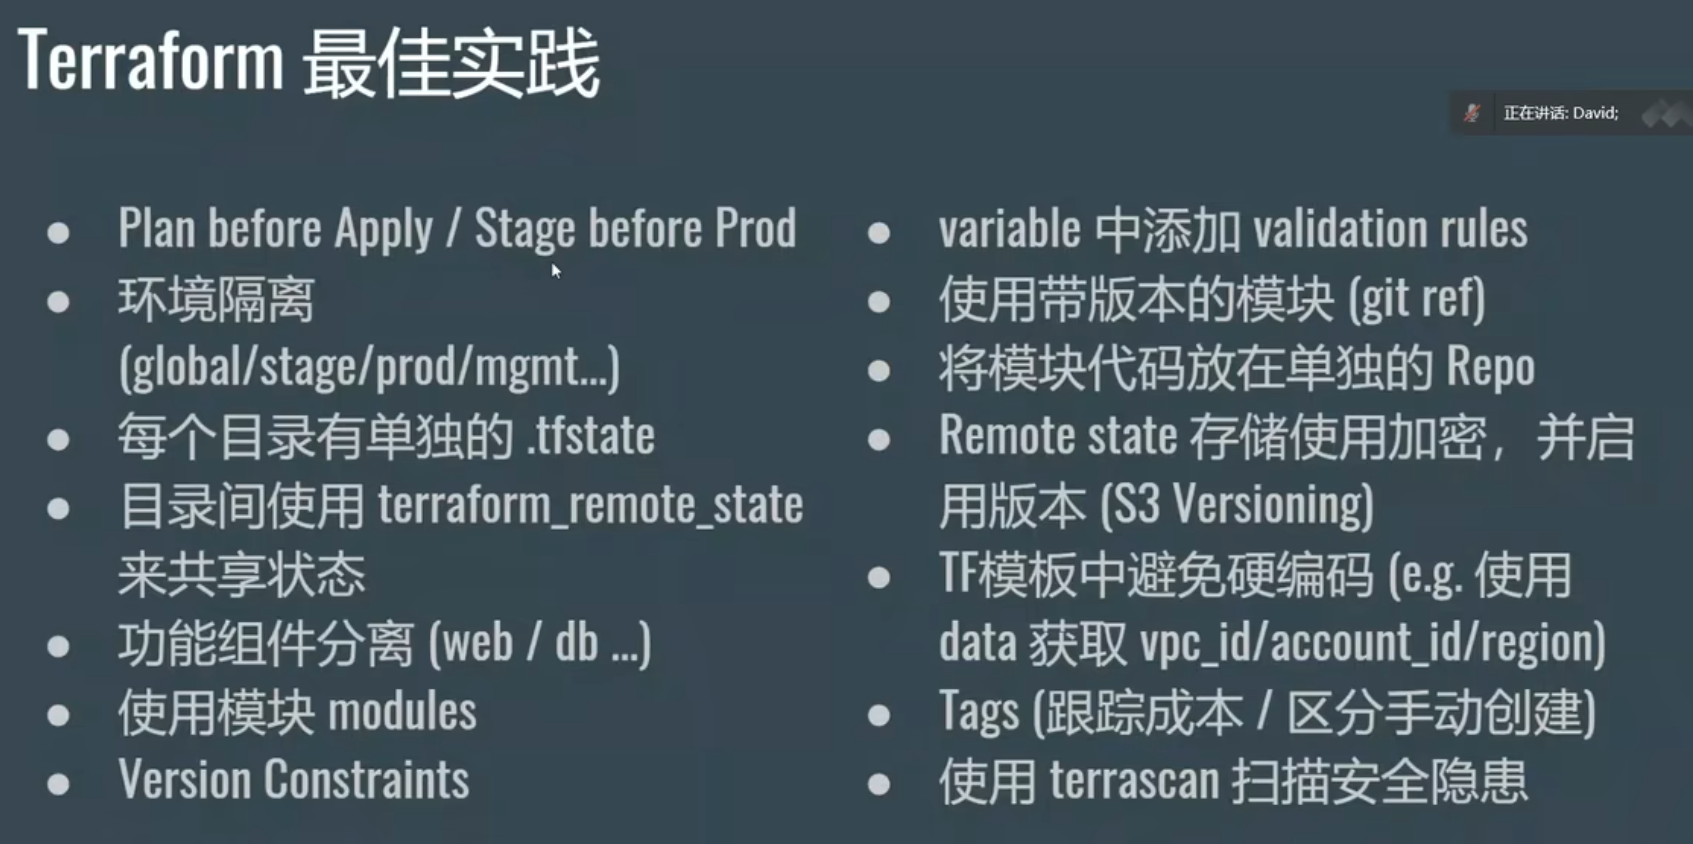 Terraform 最佳实践
正在讲话: David;
Plan before Apply / Stage before Prod
环境隔离
(global/stage/prod/mgmt...)
每个目录有单独的 .tfstate
目录间使用 terraform_remote_state
来共享状态
功能组件分离 (web / db ...)
使用模块 modules
Version Constraints
variable 中添加 validation rules
使用带版本的模块 (git ref)
将模块代码放在单独的 Repo
Remote state 存储使用加密，并启
用版本 (S3 Versioning)
TF模板中避免硬编码 (e.g. 使用
data 获取 vpc_id/account_id/region)
Tags (跟踪成本 / 区分手动创建)
使用 terrascan 扫描安全隐患